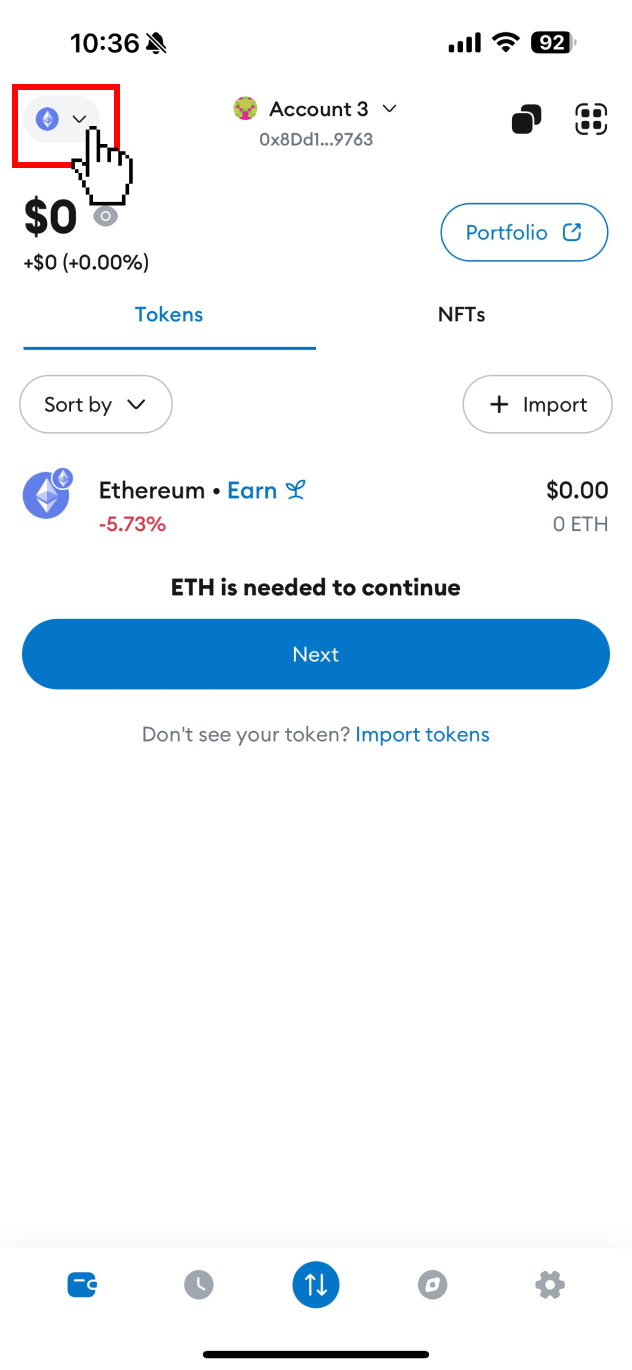 10:36
92
Account 3
0x8Dd1...9763
$0
Portfolio
+$0 (+0.00%)
Tokens
NFTs
Sort by
Import
Ethereum • Earn
$0.00
-5.73%
0 ETH
ETH is needed to continue
Next
Don't see your token? Import tokens